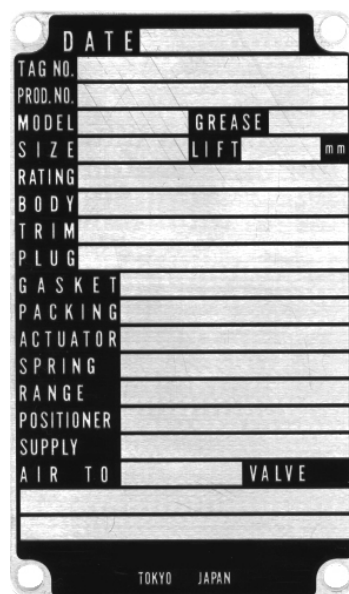 DATE
TAG NO.
PROD. NO.
MODEL GREASE
SIZE LIFT mm
RATING
BODY
TRIM
PLUG
GASKET
PACKING
ACTUATOR
SPRING
RANGE
POSITIONER
SUPPLY
AIR TO VALVE
TOKYO JAPAN